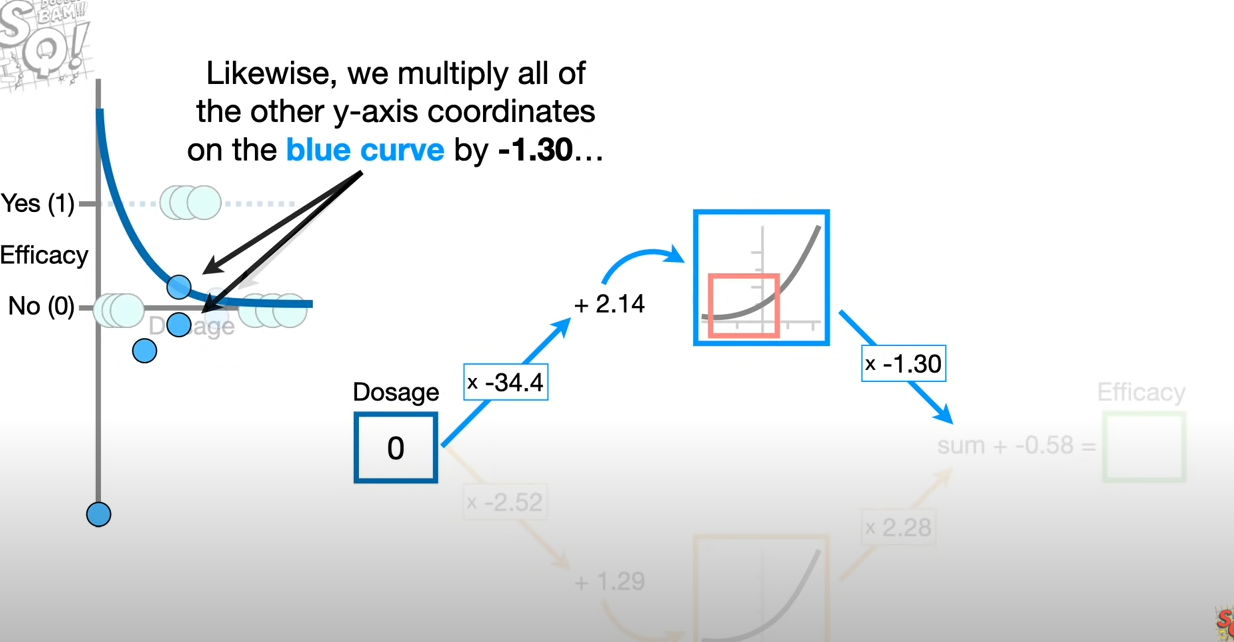 BAM!!
SQ!
Likewise, we multiply all of
the other y-axis coordinates
on the blue curve by -1.30…
Yes (1)
Efficacy
No (0)
Dosage
+ 2.14
x -34.4
x -1.30
Dosage
0
Efficacy
sum + -0.58 =
x -2.52
x 2.28
+ 1.29